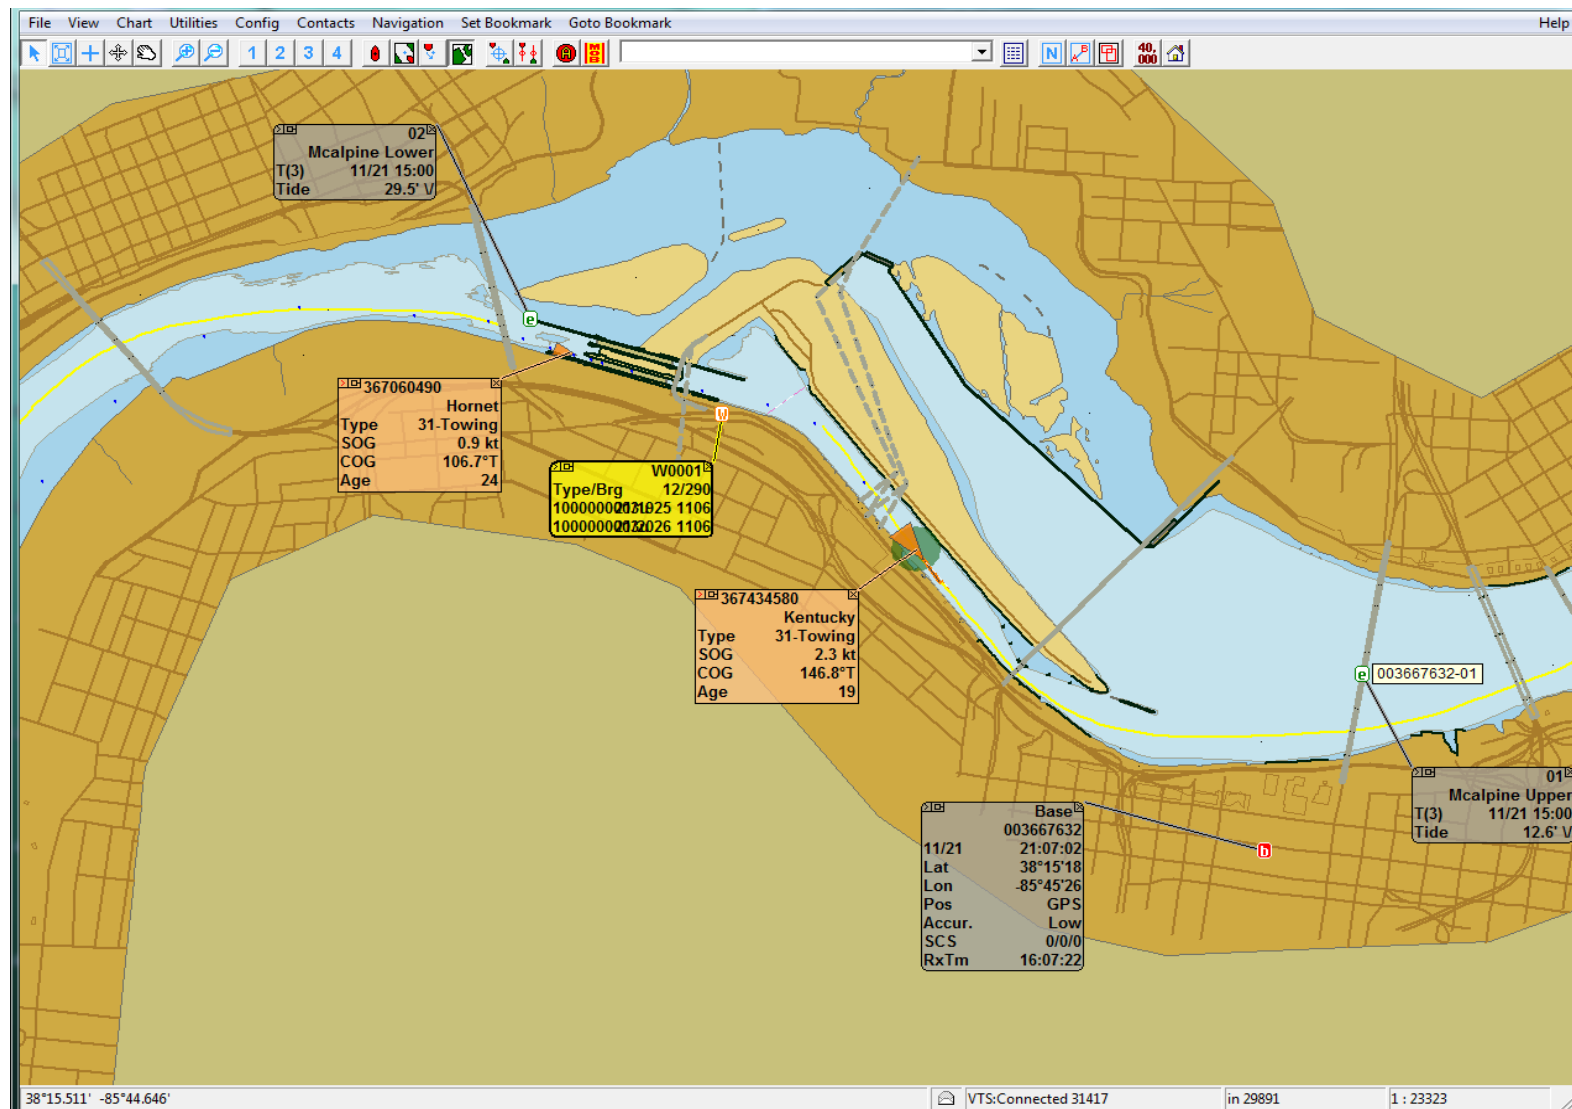 File View Chart Utilities Config Contacts Navigation Set Bookmark Goto Bookmark Help
1 2 3 4 A MOB N B 40,000
02
Mcalpine Lower
T(3) 11/21 15:00
Tide 29.5' V
e
367060490
Hornet
Type 31-Towing
SOG 0.9 kt
COG 106.7°T
Age 24
W
W0001
Type/Brg 12/290
1106
1106
367434580
Kentucky
Type 31-Towing
SOG 2.3 kt
COG 146.8°T
Age 19
e 003667632-01
01
Mcalpine Upper
T(3) 11/21 15:00
Tide 12.6' V
Base
003667632
11/21 21:07:02
Lat 38°15'18
Lon -85°45'26
Pos GPS
Accur. Low
SCS 0/0/0
RxTm 16:07:22
b
38°15.511' -85°44.646' VTS:Connected 31417 in 29891 1 : 23323